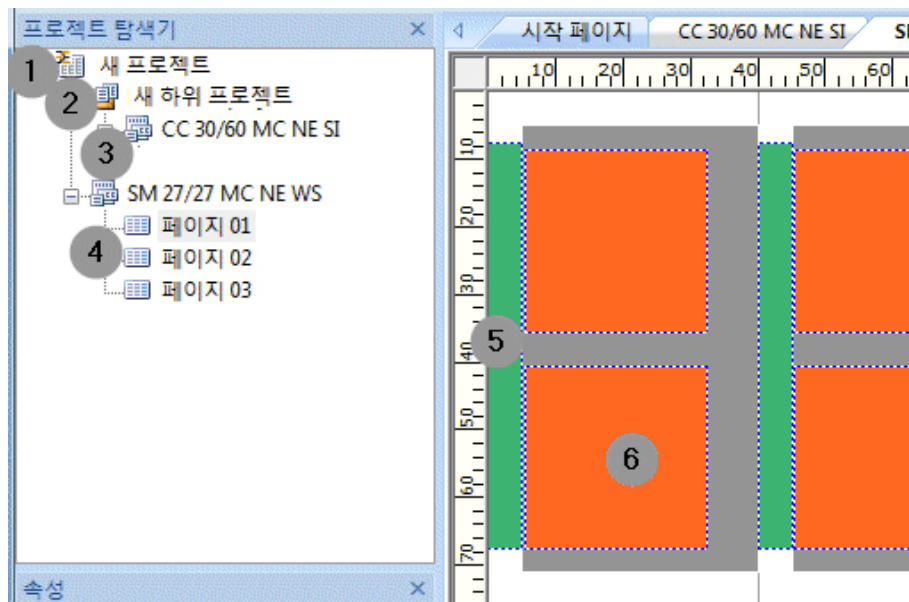 프로젝트 탐색기
1 새 프로젝트
2 새 하위 프로젝트
CC 30/60 MC NE SI
3
SM 27/27 MC NE WS
페이지 01
4 페이지 02
페이지 03
속성
시작 페이지 CC 30/60 MC NE SI
10 20 30 40 50 60
10
20
30
40
50
60
70
5
6